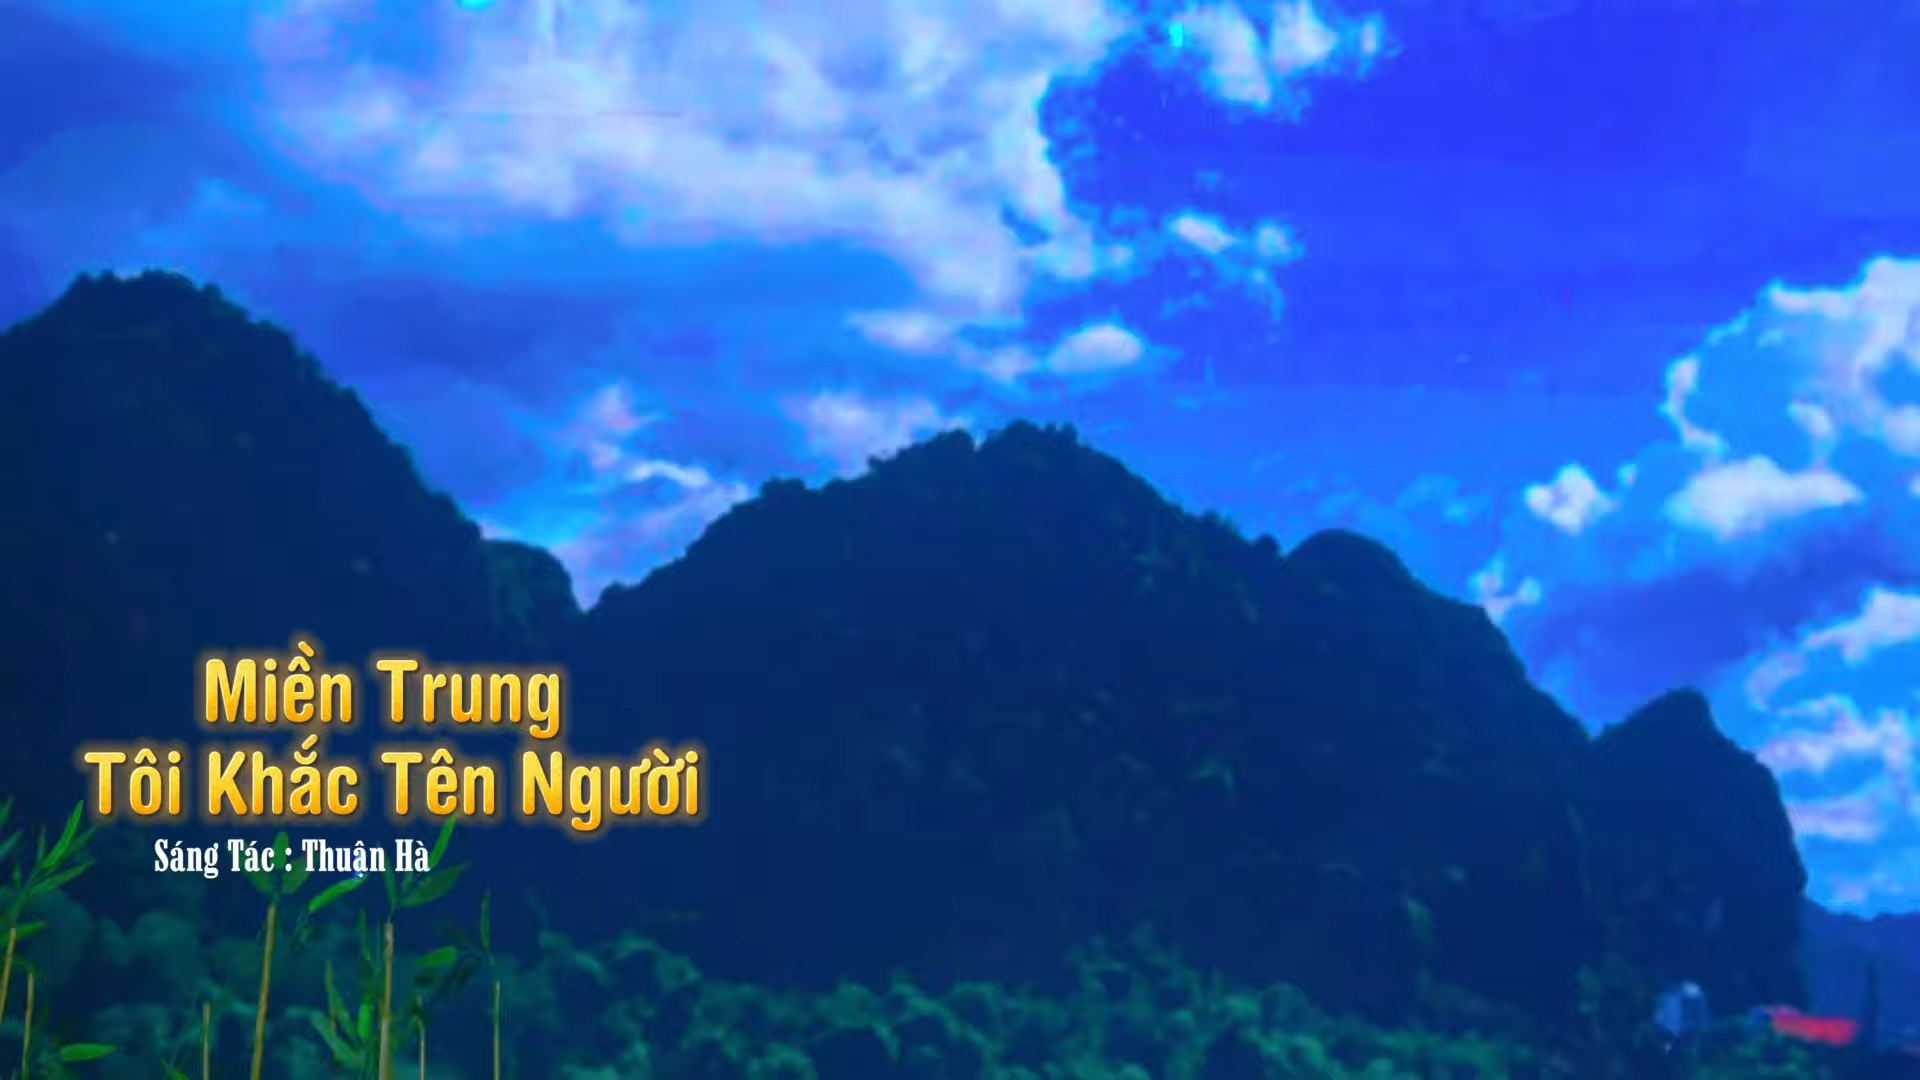 Miền Trung
Tôi Khắc Tên Người
Sáng Tác : Thuận Hà